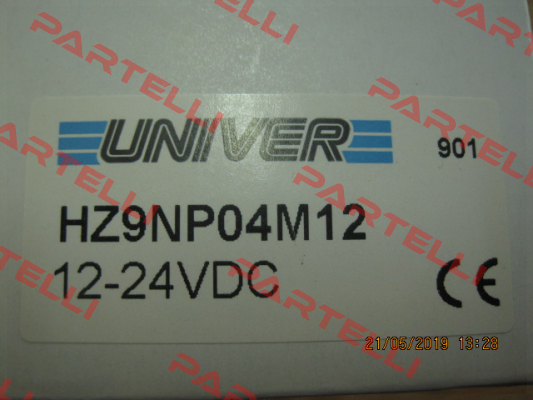 PARTELLI PARTELLI PARTELLI
UNIVER
901
HZ9NP04M12
12-24VDC
CE
PARTELLI PARTELLI PARTELLI
21/05/2019 13:28